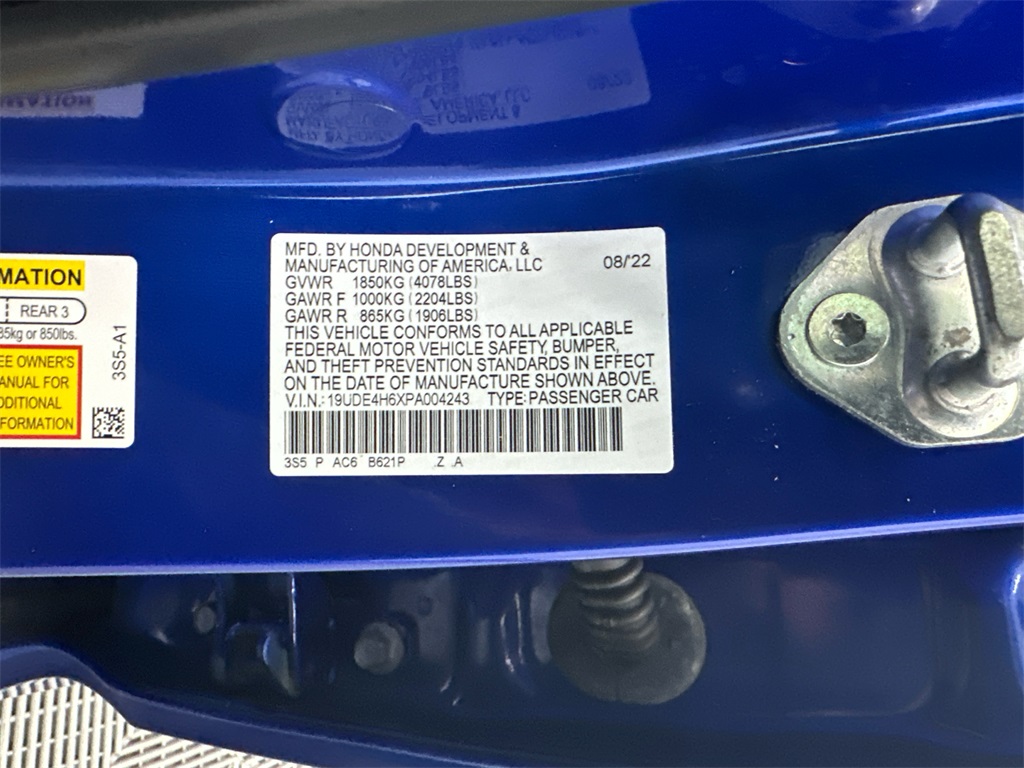 MATION
REAR 3
85kg or 850lbs.
EE OWNER'S
ANUAL FOR
DDITIONAL
FORMATION
3S5-A1
MFD. BY HONDA DEVELOPMENT &
MANUFACTURING OF AMERICA, LLC 08/'22
GVWR 1850KG (4078LBS)
GAWR F 1000KG (2204LBS)
GAWR R 865KG (1906LBS)
THIS VEHICLE CONFORMS TO ALL APPLICABLE
FEDERAL MOTOR VEHICLE SAFETY, BUMPER,
AND THEFT PREVENTION STANDARDS IN EFFECT
ON THE DATE OF MANUFACTURE SHOWN ABOVE.
V.I.N.: 19UDE4H6XPA004243 TYPE: PASSENGER CAR
3S5 P AC6 B621P Z A